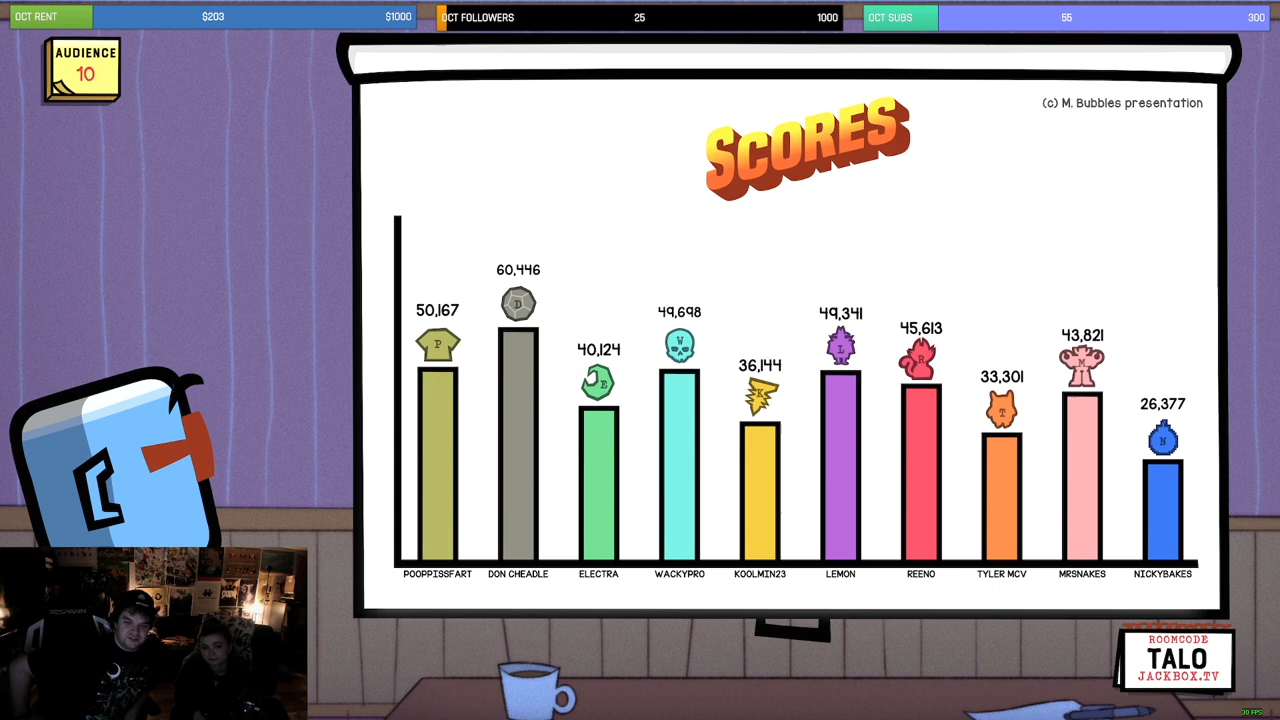 OCT RENT $203 $1000
OCT FOLLOWERS 25 1000
OCT SUBS 55 300
AUDIENCE
10
(c) M. Bubbles presentation
SCORES
50,167 60,446 40,124 49,698 36,144 49,341 45,613 33,301 43,821 26,377
P D E W K L R T M N
POOPPISSFART DON CHEADLE ELECTRA WACKYPRO KOOLMIN23 LEMON REENO TYLER MCV MRSNAKES NICKYBAKES
ROOMCODE
TALO
JACKBOX.TV
30 FPS